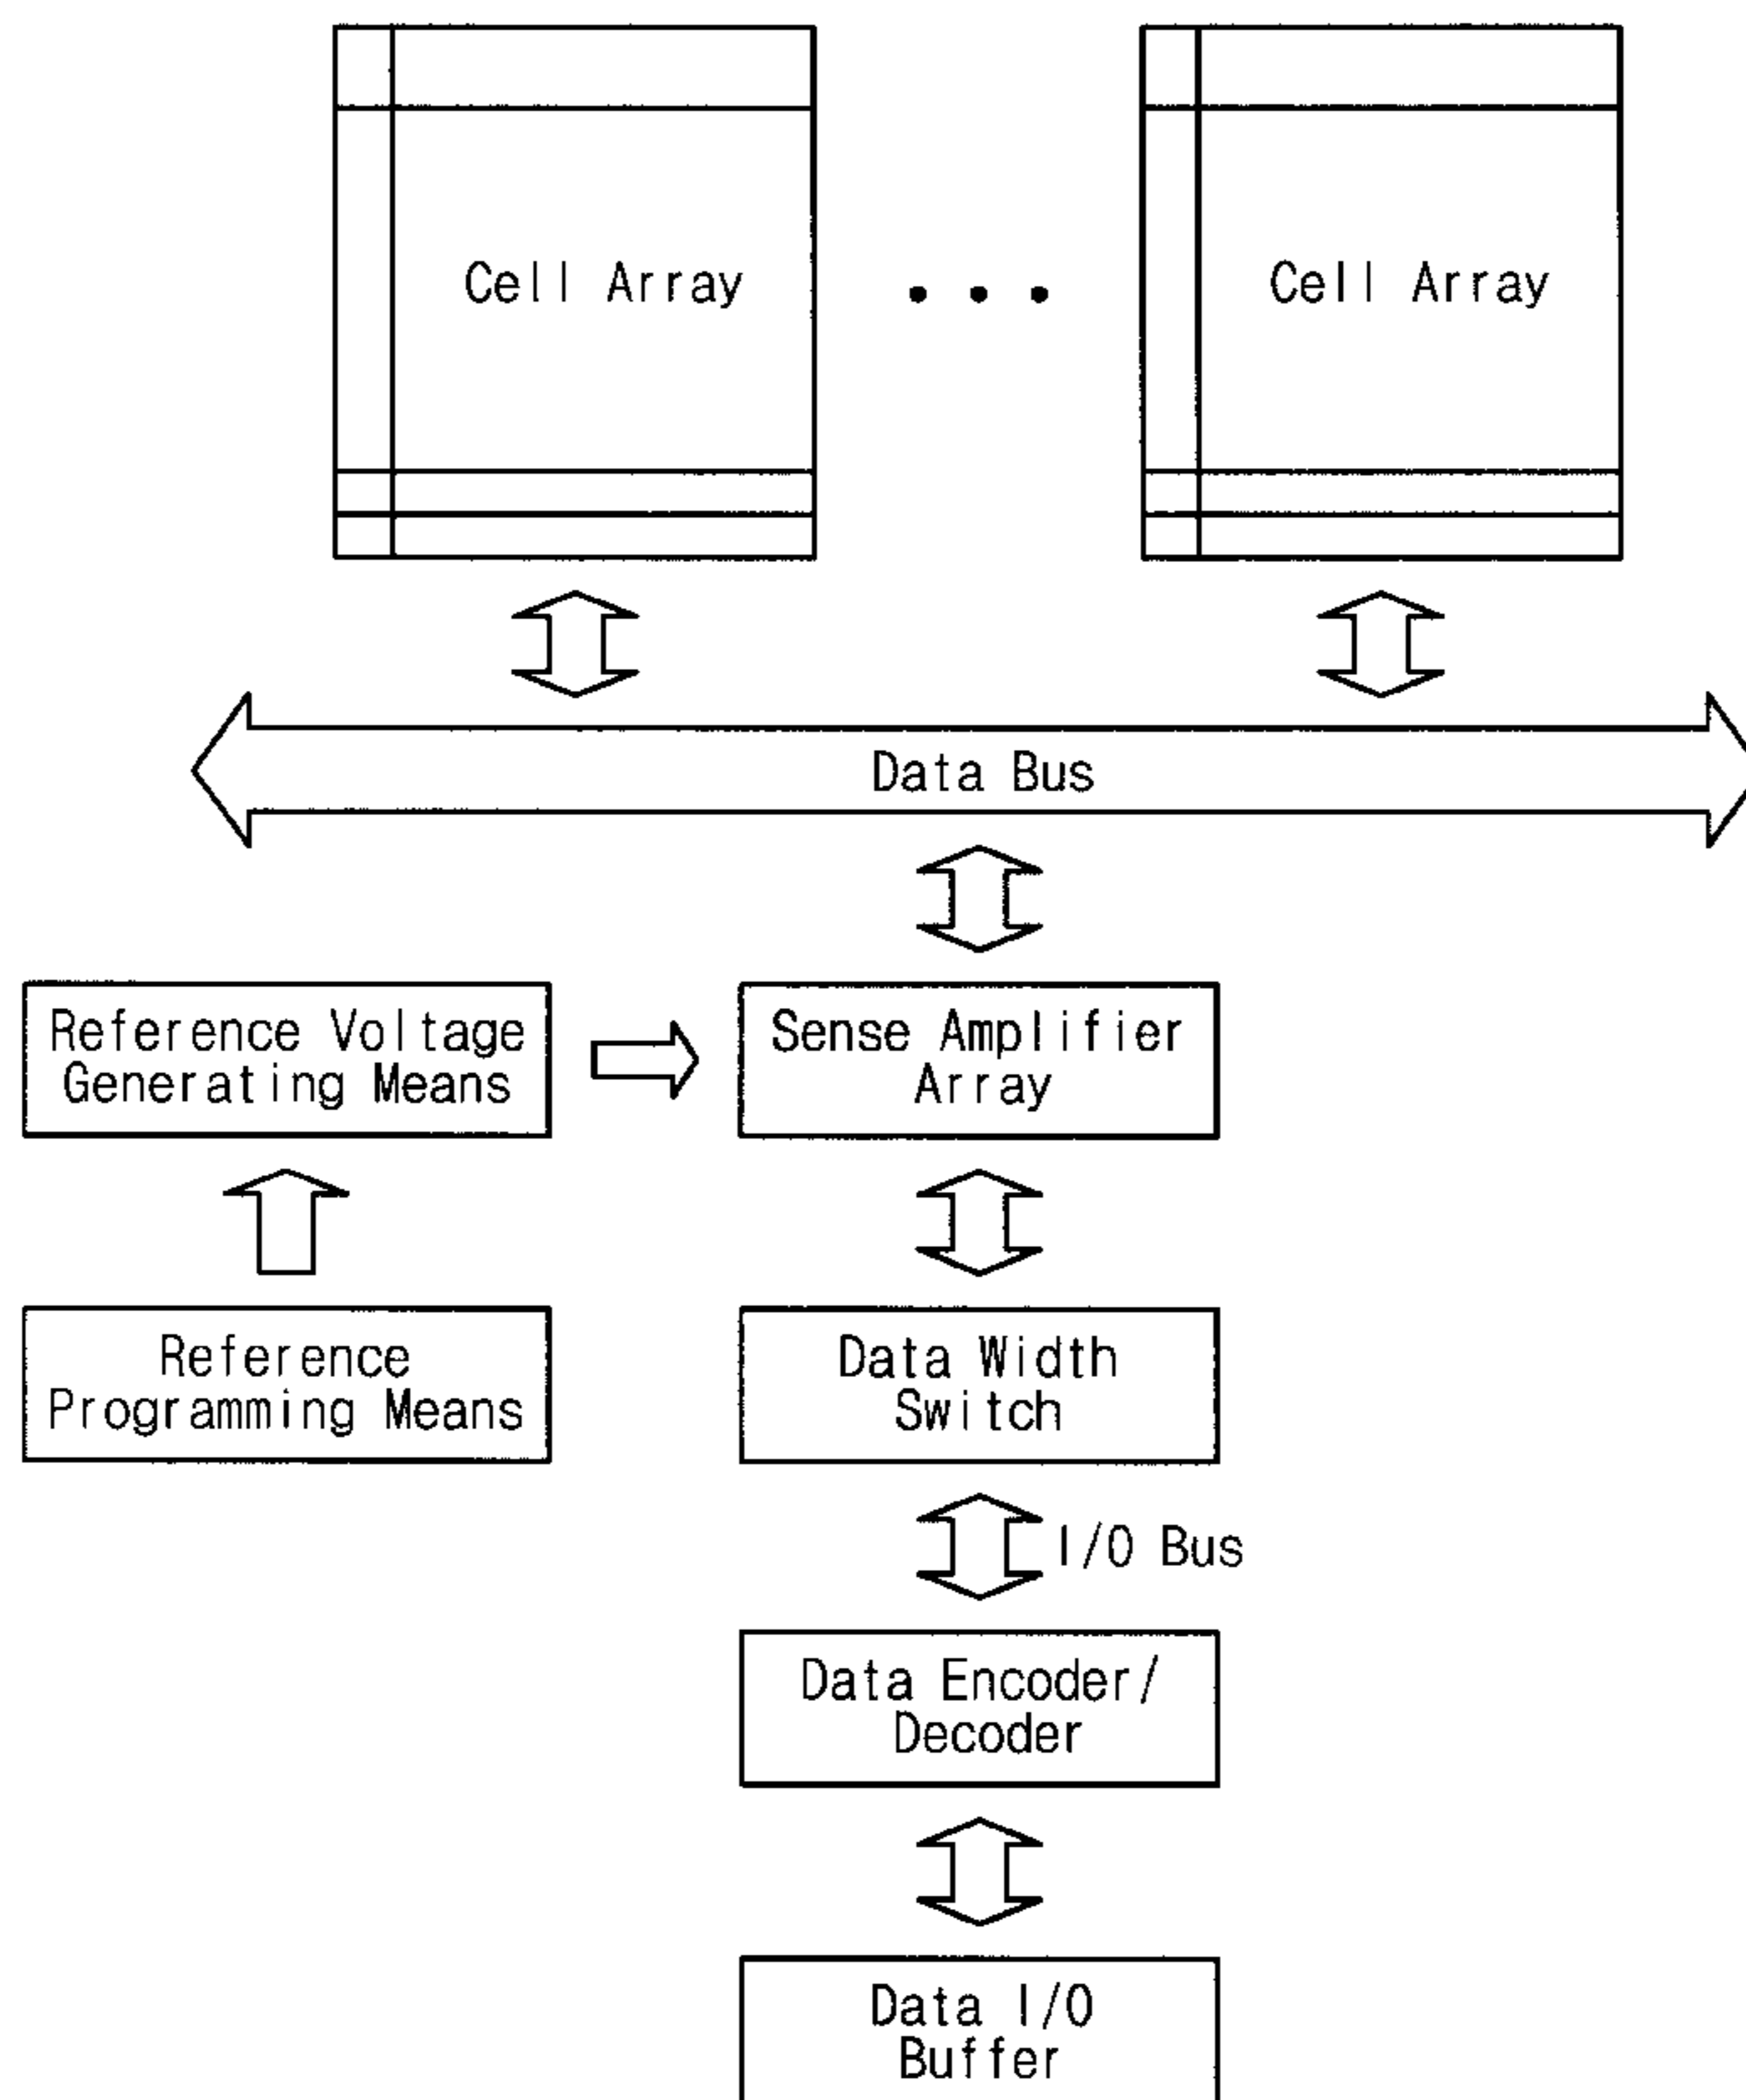 Cell Array
Cell Array
Data Bus
Reference Voltage
Generating Means
Sense Amplifier
Array
Reference
Programming Means
Data Width
Switch
I/O Bus
Data Encoder/
Decoder
Data I/O
Buffer